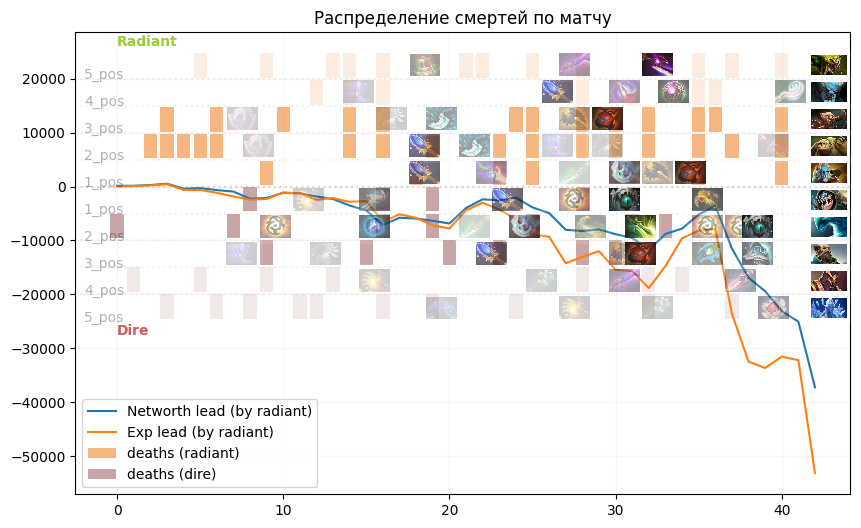 Распределение смертей по матчу
Radiant
5_pos
20000
4_pos
3_pos
10000
2_pos
1_pos
0
1_pos
2_pos
−10000
3_pos
4_pos
−20000
5_pos
Dire
−30000
−40000
−50000
Networth lead (by radiant)
Exp lead (by radiant)
deaths (radiant)
deaths (dire)
0 10 20 30 40